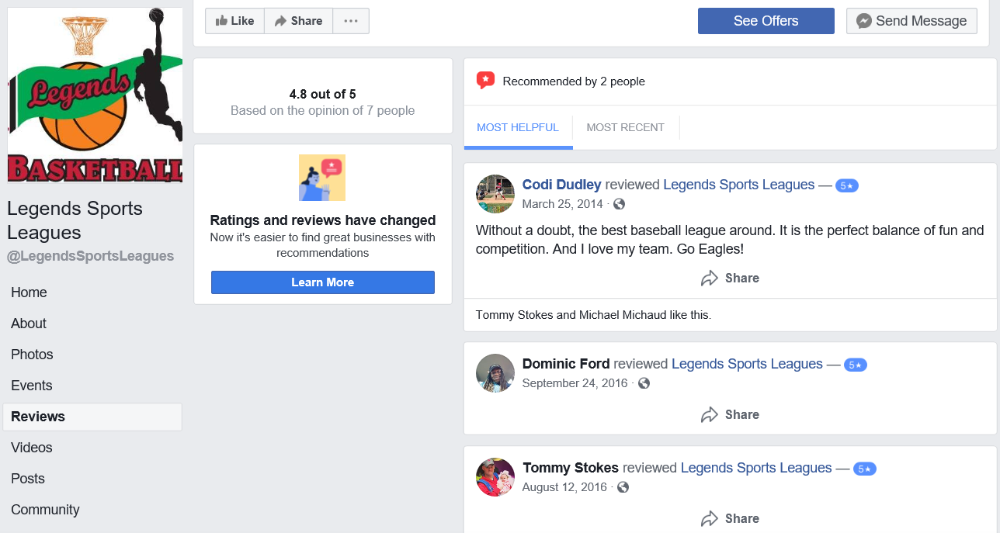 Legends
BASKETBALL
Legends Sports
Leagues
@LegendsSportsLeagues
Home
About
Photos
Events
Reviews
Videos
Posts
Community
Like Share ···
See Offers Send Message
4.8 out of 5
Based on the opinion of 7 people
Ratings and reviews have changed
Now it's easier to find great businesses with
recommendations
Learn More
Recommended by 2 people
MOST HELPFUL MOST RECENT
Codi Dudley reviewed Legends Sports Leagues — 5★
March 25, 2014 ·
Without a doubt, the best baseball league around. It is the perfect balance of fun and
competition. And I love my team. Go Eagles!
Share
Tommy Stokes and Michael Michaud like this.
Dominic Ford reviewed Legends Sports Leagues — 5★
September 24, 2016 ·
Share
Tommy Stokes reviewed Legends Sports Leagues — 5★
August 12, 2016 ·
Share